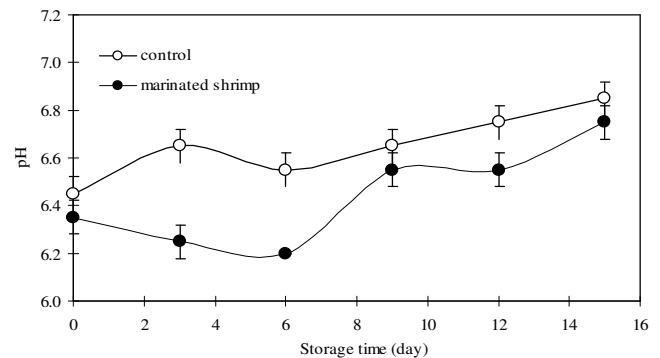 7.2
7.0
6.8
6.6
6.4
6.2
6.0
pH
control
marinated shrimp
0 2 4 6 8 10 12 14 16
Storage time (day)